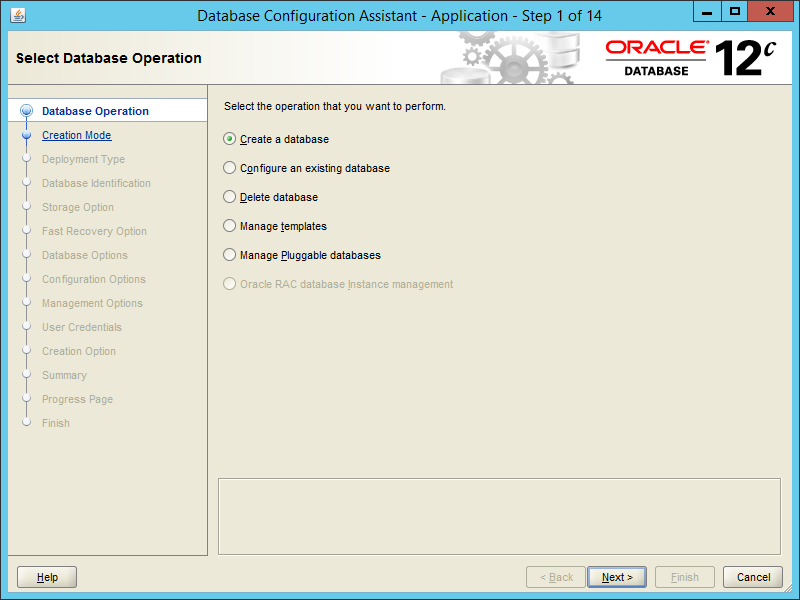 Database Configuration Assistant - Application - Step 1 of 14
Select Database Operation
ORACLE®
DATABASE
12c
Database Operation
Creation Mode
Deployment Type
Database Identification
Storage Option
Fast Recovery Option
Database Options
Configuration Options
Management Options
User Credentials
Creation Option
Summary
Progress Page
Finish
Select the operation that you want to perform.
Create a database
Configure an existing database
Delete database
Manage templates
Manage Pluggable databases
Oracle RAC database Instance management
Help
< Back
Next >
Finish
Cancel